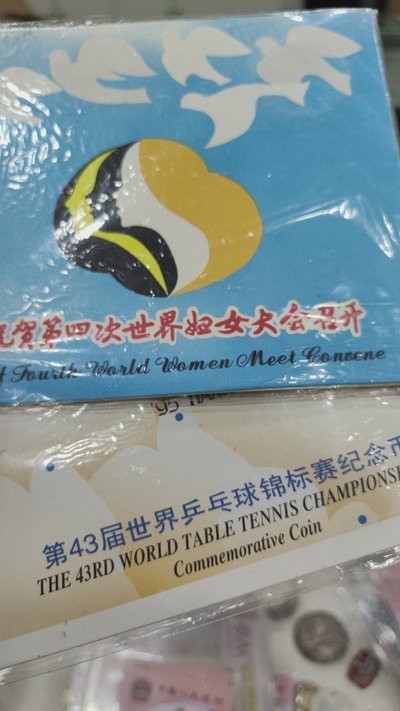 贺第四次世界妇女大会召开
Fourth World Women Meet Convene
'95
第43届世界乒乓球锦标赛纪念币
THE 43RD WORLD TABLE TENNIS CHAMPIONSH
Commemorative Coin